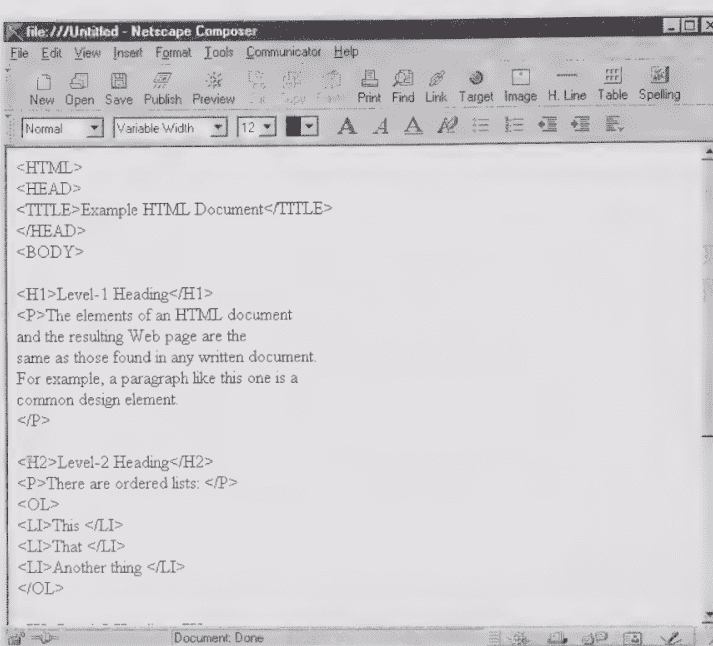 file:///Untitled - Netscape Composer
File Edit View Insert Format Tools Communicator Help
New Open Save Publish Preview Print Find Link Target Image H. Line Table Spelling
Normal Variable Width 12 A A A
<HTML>
<HEAD>
<TITLE>Example HTML Document</TITLE>
</HEAD>
<BODY>
<H1>Level-1 Heading</H1>
<P>The elements of an HTML document
and the resulting Web page are the
same as those found in any written document.
For example, a paragraph like this one is a
common design element.
</P>
<H2>Level-2 Heading</H2>
<P>There are ordered lists: </P>
<OL>
<LI>This </LI>
<LI>That </LI>
<LI>Another thing </LI>
</OL>
Document: Done